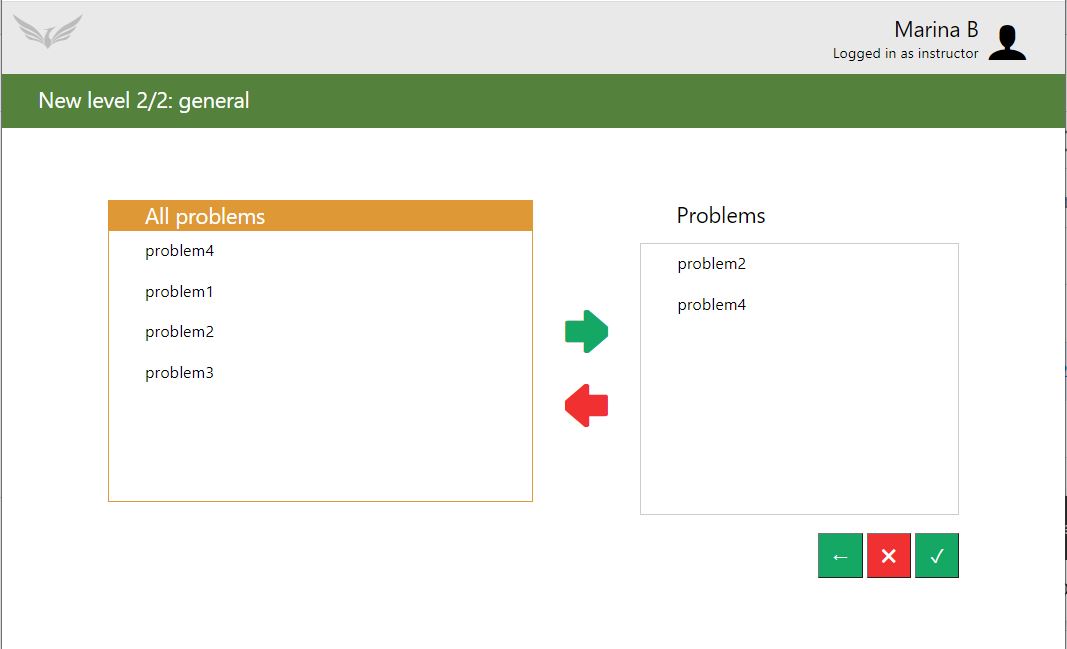 Marina B
Logged in as instructor
New level 2/2: general
All problems
problem4
problem1
problem2
problem3
Problems
problem2
problem4
← ✕ ✓